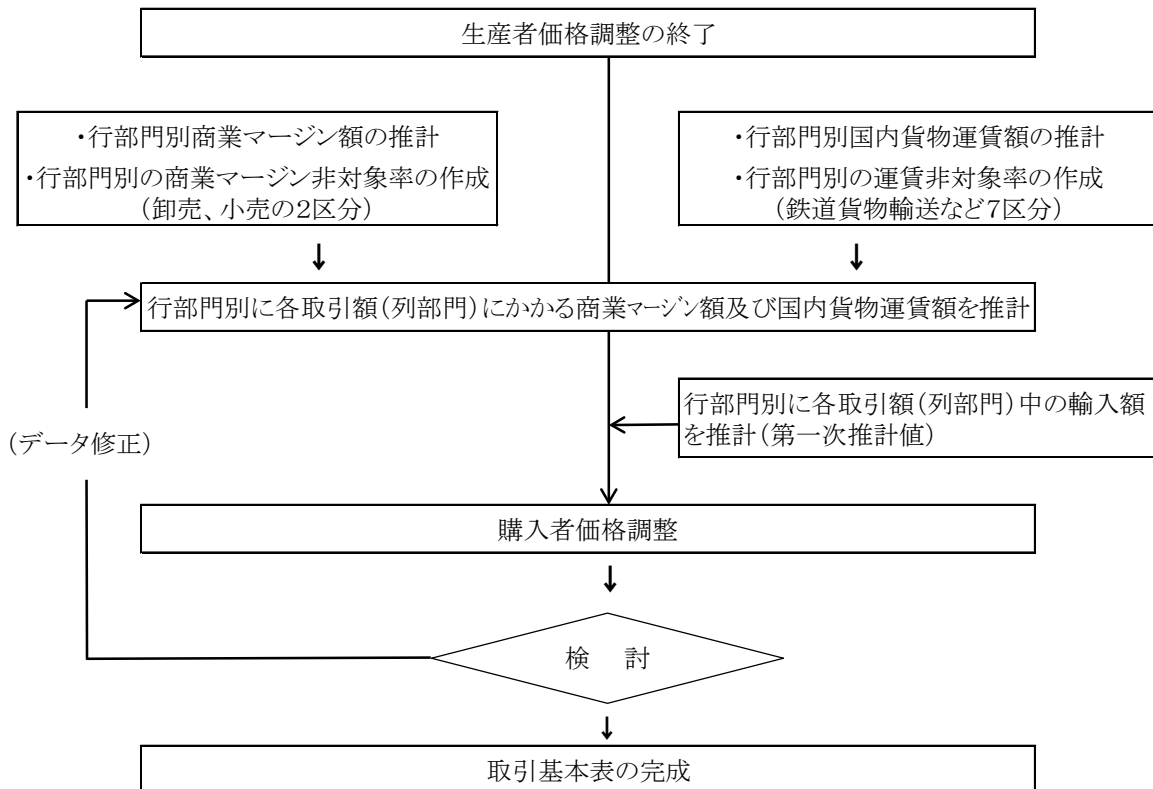 生産者価格調整の終了
・行部門別商業マージン額の推計
・行部門別の商業マージン非対象率の作成
(卸売、小売の2区分)
・行部門別国内貨物運賃額の推計
・行部門別の運賃非対象率の作成
(鉄道貨物輸送など7区分)
行部門別に各取引額(列部門)にかかる商業マージン額及び国内貨物運賃額を推計
行部門別に各取引額(列部門)中の輸入額
を推計(第一次推計値)
(データ修正)
購入者価格調整
検 討
取引基本表の完成